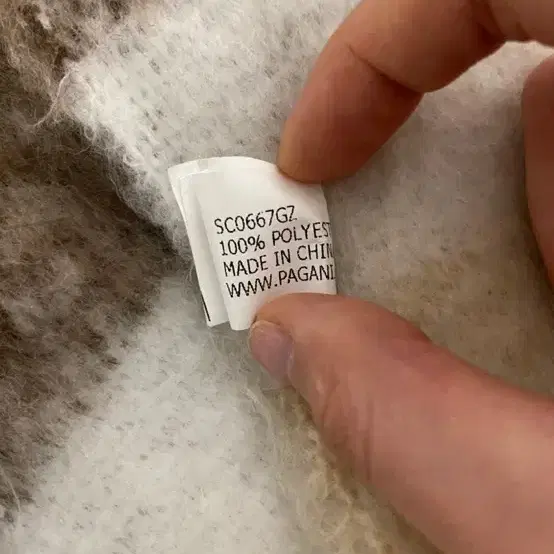 SC0667GZ
100% POLYEST
MADE IN CHIN
WWW.PAGANI